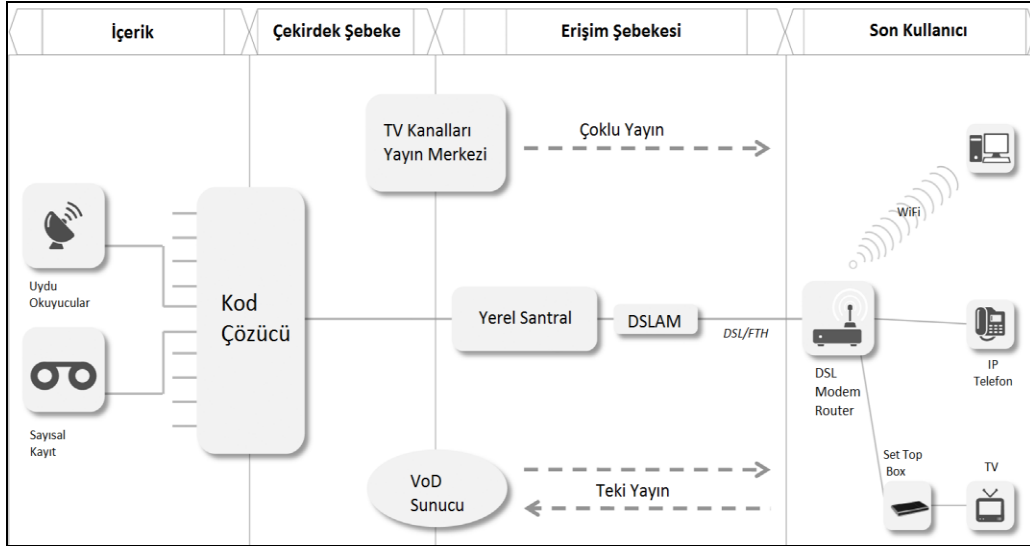 İçerik
Çekirdek Şebeke
Erişim Şebekesi
Son Kullanıcı
TV Kanalları
Yayın Merkezi
Çoklu Yayın
WiFi
Uydu
Okuyucular
Kod
Çözücü
Yerel Santral
DSLAM
DSL/FTH
DSL
Modem
Router
IP
Telefon
Sayısal
Kayıt
VoD
Sunucu
Teki Yayın
Set Top
Box
TV